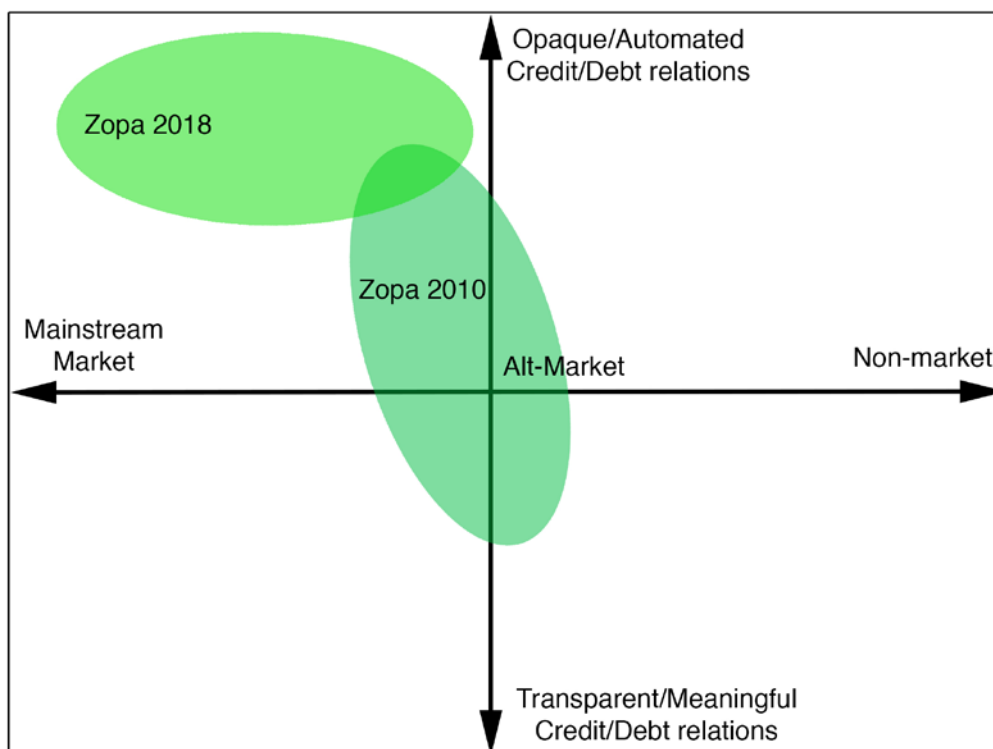 Opaque/Automated
Credit/Debt relations
Zopa 2018
Zopa 2010
Mainstream
Market
Alt-Market
Non-market
Transparent/Meaningful
Credit/Debt relations